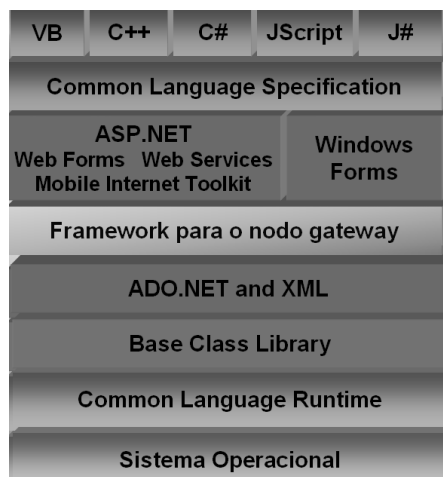 VB C++ C# JScript J#
Common Language Specification
ASP.NET
Web Forms Web Services
Mobile Internet Toolkit
Windows
Forms
Framework para o nodo gateway
ADO.NET and XML
Base Class Library
Common Language Runtime
Sistema Operacional